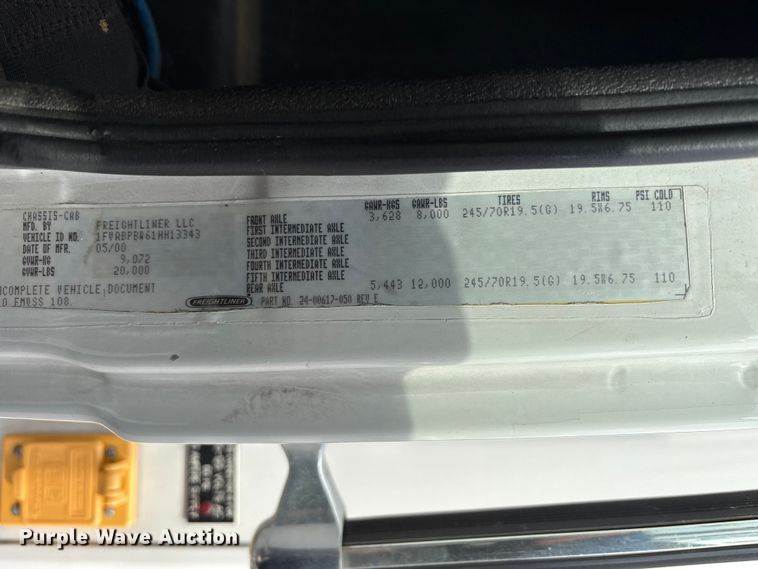 CHASSIS-CAB
MFD. BY FREIGHTLINER LLC
VEHICLE ID NO. 1FVABPBW61HH13343
DATE OF MFR. 05/00
GVWR-KG 9,072
GVWR-LBS 20,000
INCOMPLETE VEHICLE DOCUMENT
FMVSS 108.
FREIGHTLINER
PART NO. 24-00617-050 REV E
GAWR-KGS GAWR-LBS TIRES RIMS PSI COLD
FRONT AXLE 3,628 8,000 245/70R19.5(G) 19.5X6.75 110
FIRST INTERMEDIATE AXLE
SECOND INTERMEDIATE AXLE
THIRD INTERMEDIATE AXLE
FOURTH INTERMEDIATE AXLE
FIFTH INTERMEDIATE AXLE
REAR AXLE 5,443 12,000 245/70R19.5(G) 19.5X6.75 110
Purple Wave Auction